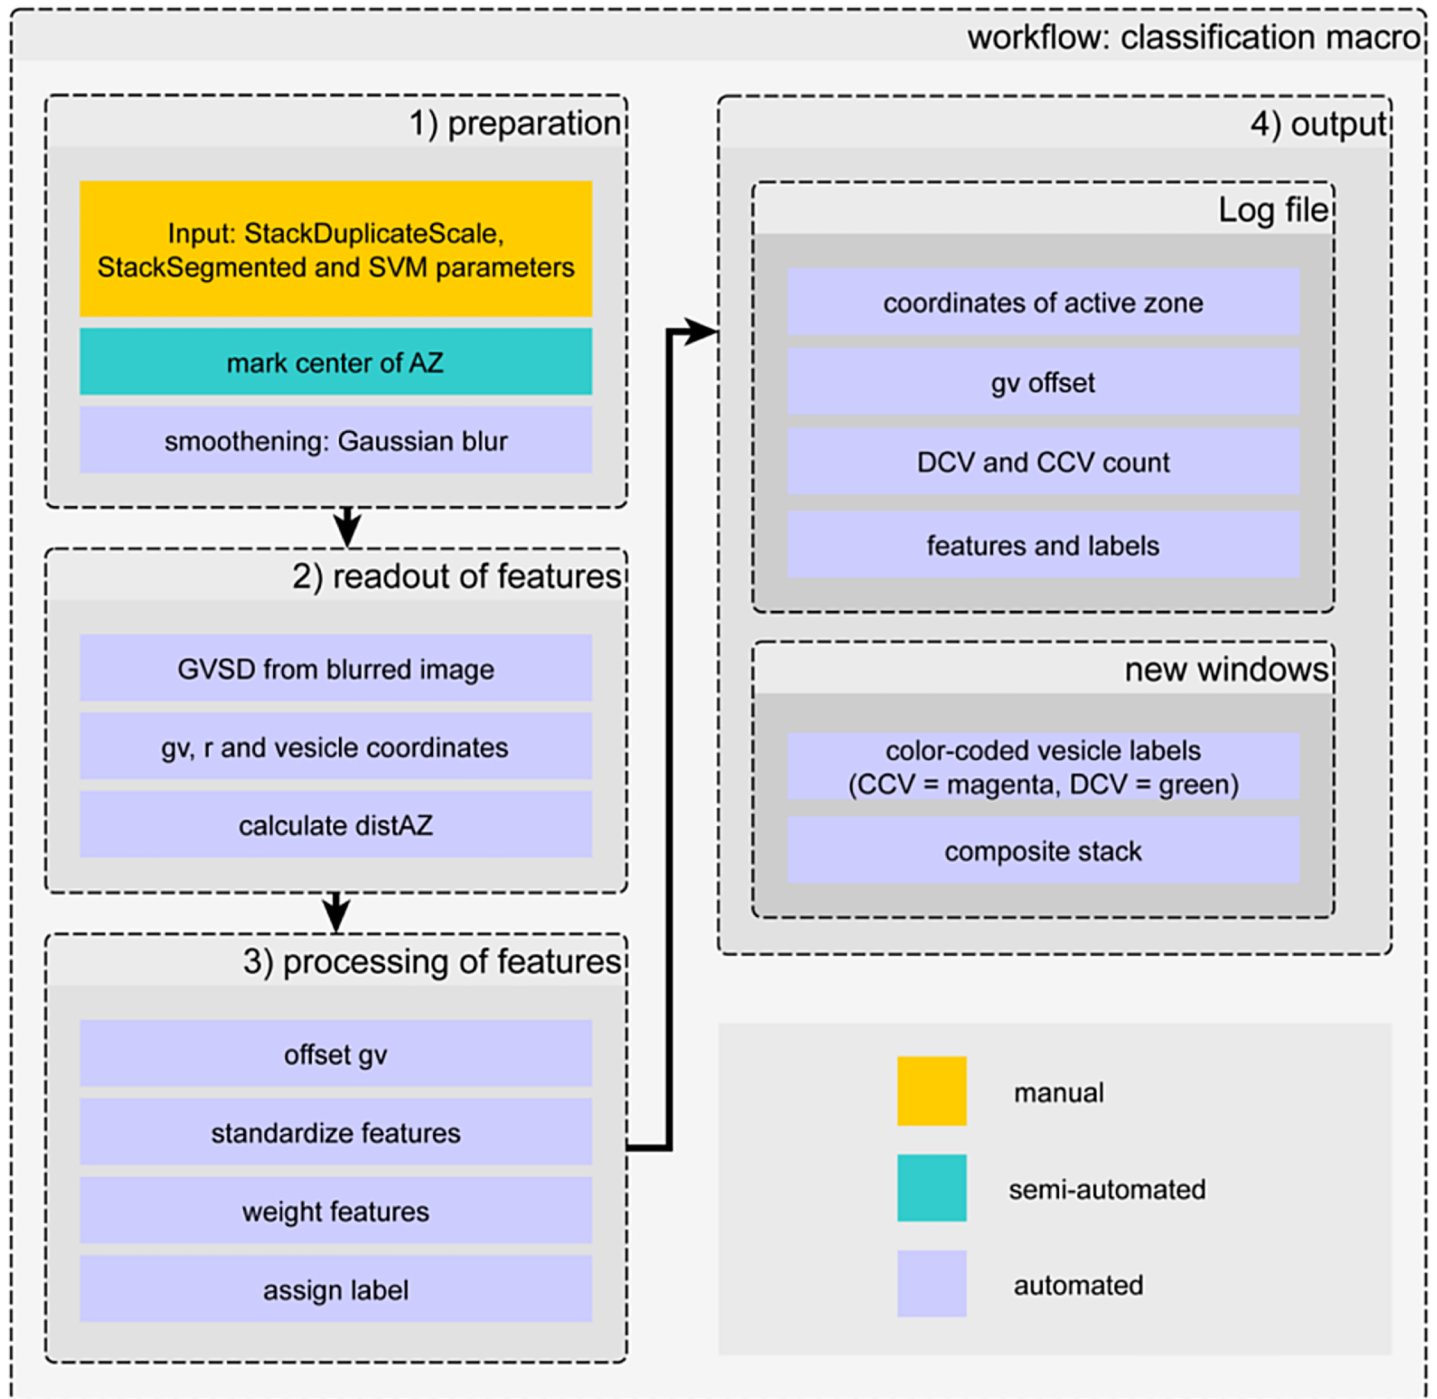 workflow: classification macro
1) preparation
Input: StackDuplicateScale,
StackSegmented and SVM parameters
mark center of AZ
smoothening: Gaussian blur
2) readout of features
GVSD from blurred image
gv, r and vesicle coordinates
calculate distAZ
3) processing of features
offset gv
standardize features
weight features
assign label
4) output
Log file
coordinates of active zone
gv offset
DCV and CCV count
features and labels
new windows
color-coded vesicle labels
(CCV = magenta, DCV = green)
composite stack
manual
semi-automated
automated